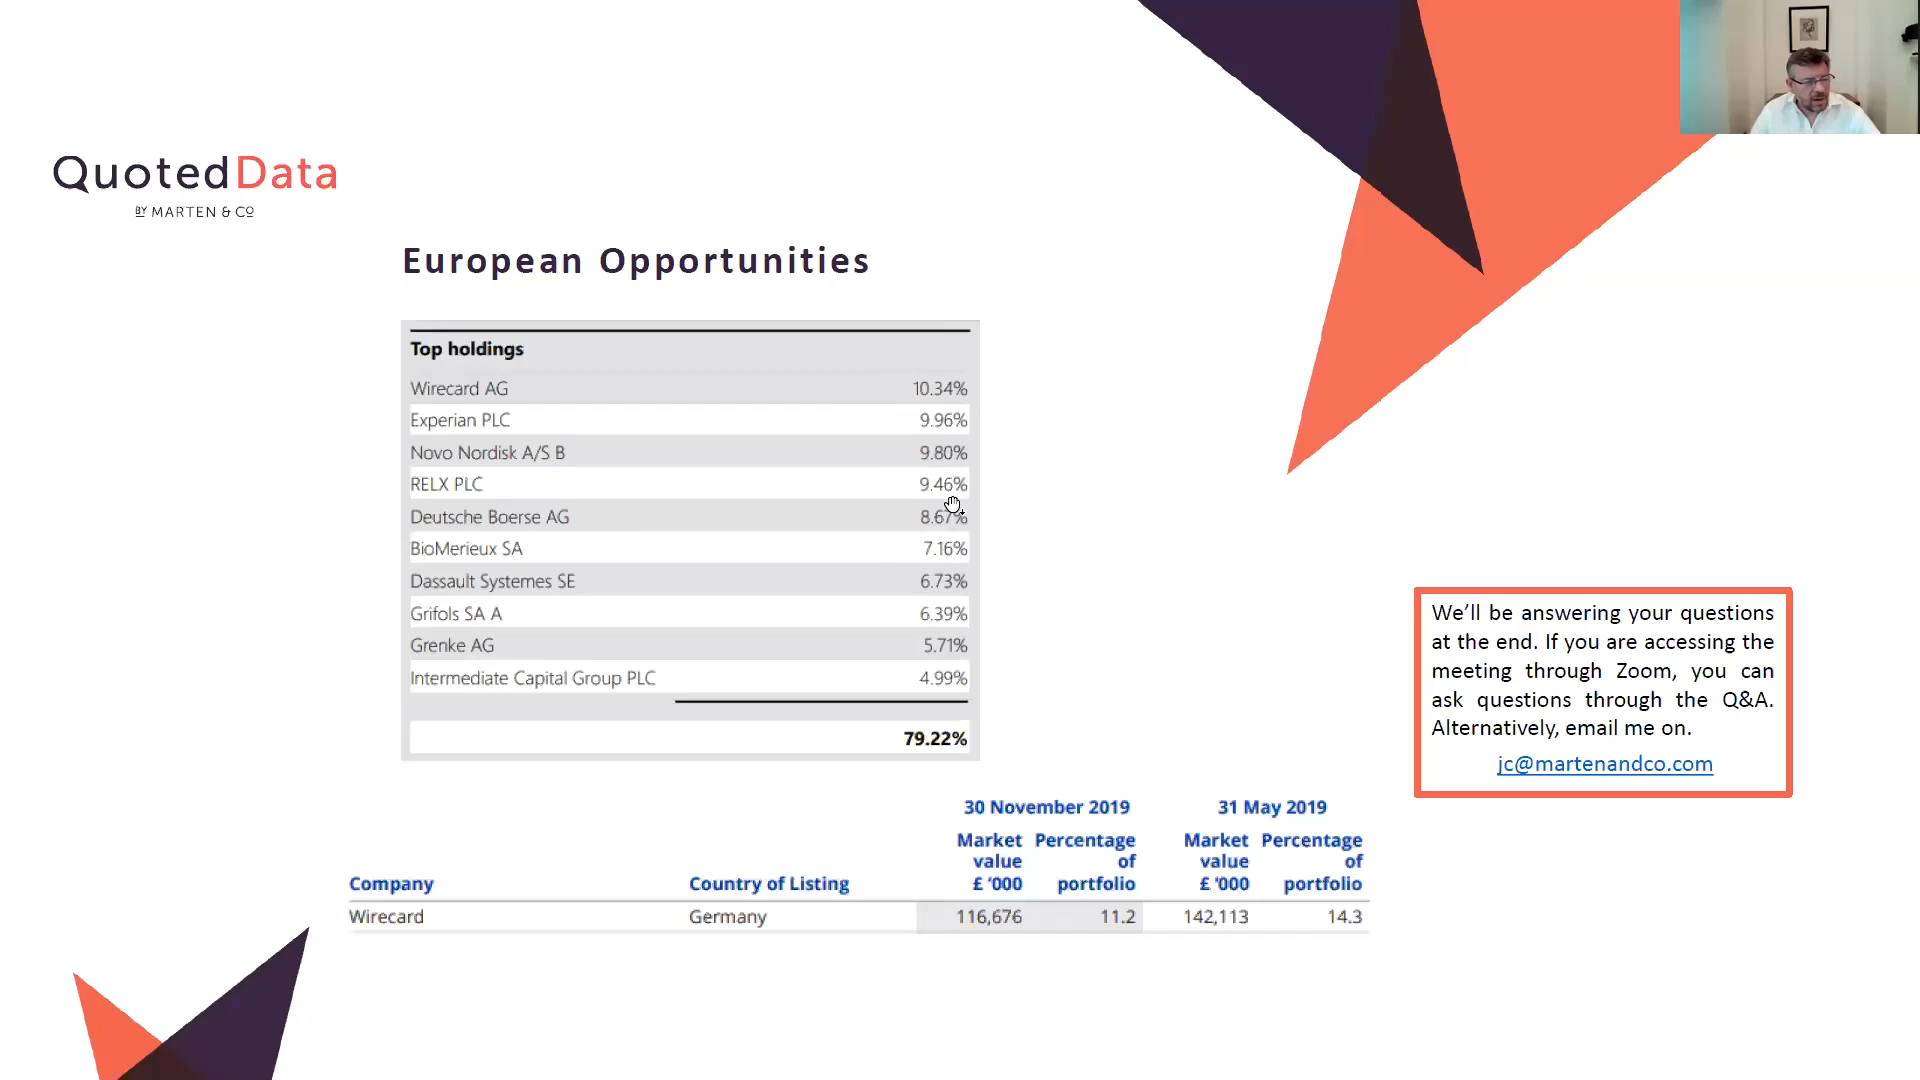 QuotedData
BY MARTEN & CO
European Opportunities
Top holdings
Wirecard AG 10.34%
Experian PLC 9.96%
Novo Nordisk A/S B 9.80%
RELX PLC 9.46%
Deutsche Boerse AG 8.67%
BioMerieux SA 7.16%
Dassault Systemes SE 6.73%
Grifols SA A 6.39%
Grenke AG 5.71%
Intermediate Capital Group PLC 4.99%
79.22%
We’ll be answering your questions
at the end. If you are accessing the
meeting through Zoom, you can
ask questions through the Q&A.
Alternatively, email me on.
jc@martenandco.com
30 November 2019 31 May 2019
Market Percentage Market Percentage
value of value of
Company Country of Listing £ '000 portfolio £ '000 portfolio
Wirecard Germany 116,676 11.2 142,113 14.3